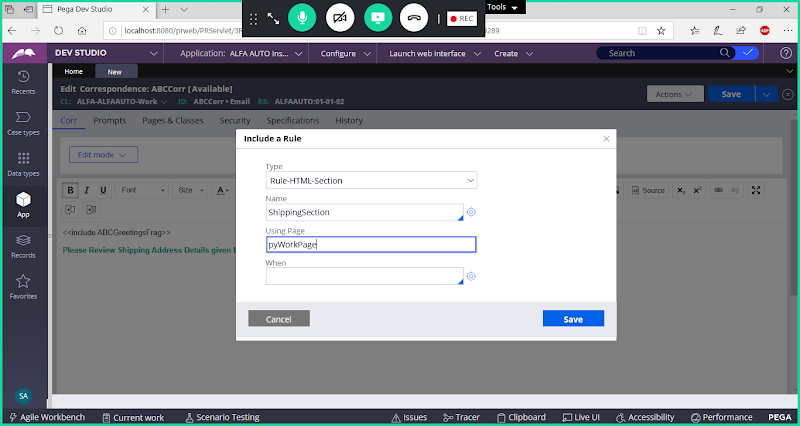 Pega Dev Studio
Tools
REC
localhost:8080/prweb/PRServlet/3R
0289
DEV STUDIO
Application: ALFA AUTO Ins...
Configure
Launch web interface
Create
Search
Home
New
Recents
Case types
Data types
App
Records
Favorites
SA
Edit Correspondence: ABCCorr [Available]
CL: ALFA-ALFAAUTO-Work
ID: ABCCorr • Email
RS: ALFAAUTO:01-01-02
Actions
Save
Corr
Prompts
Pages & Classes
Security
Specifications
History
Edit mode
B I U
Font
Size
A
Source
<<include ABCGreetingsFrag>>
Please Review Shipping Address Details given
Include a Rule
Type
Rule-HTML-Section
Name
ShippingSection
Using Page
pyWorkPage
When
Cancel
Save
Agile Workbench
Current work
Scenario Testing
Issues
Tracer
Clipboard
Live UI
Accessibility
Performance
PEGA